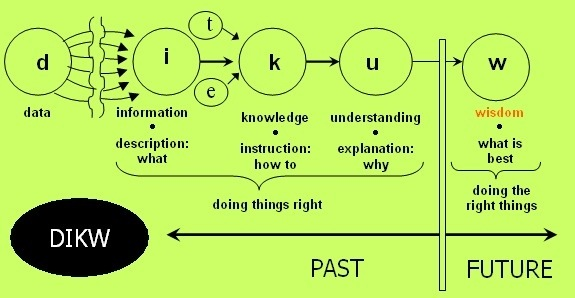 t
d
i
k
u
w
e
data
information
knowledge
understanding
wisdom
•
•
•
•
description:
what
instruction:
how to
explanation:
why
what is
best
doing things right
doing the
right things
DIKW
PAST
FUTURE